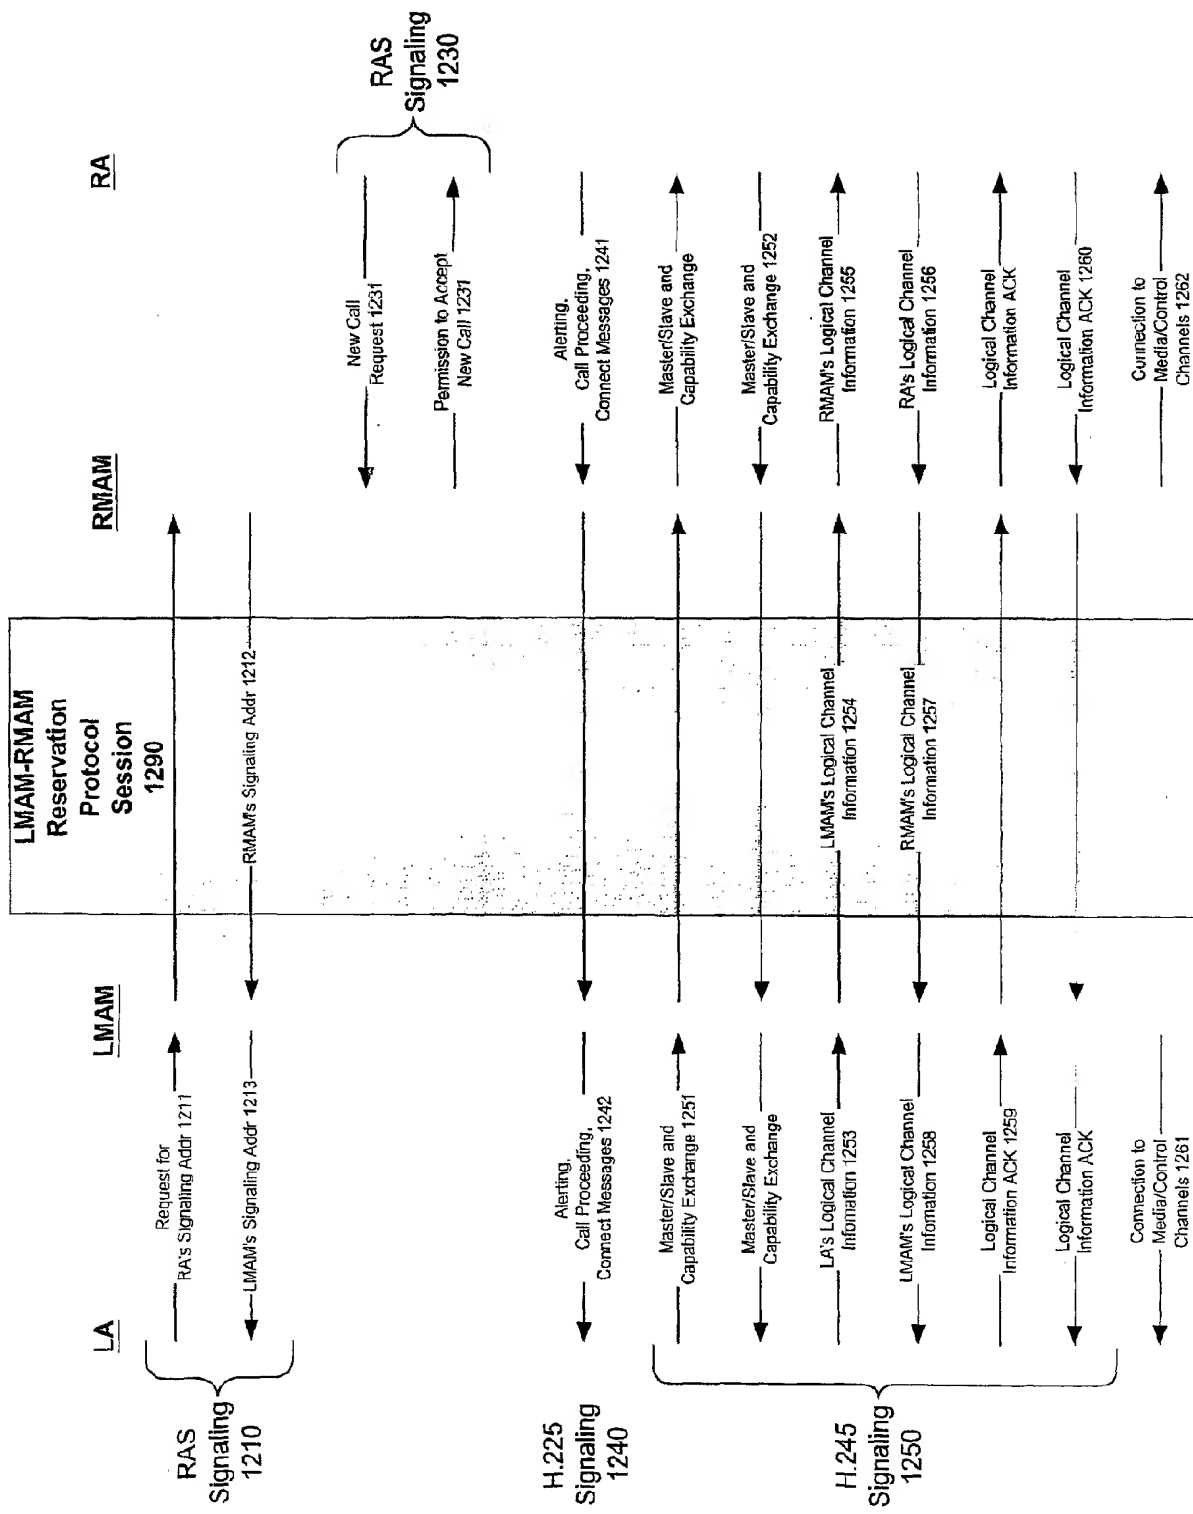 LA
LMAM
LMAM-RMAM
Reservation
Protocol
Session
1290
RMAM
RA
RAS
Signaling
1210
Request for
RA's Signaling Addr 1211
LMAM's Signaling Addr 1213
RMAM's Signaling Addr 1212
New Call
Request 1231
Permission to Accept
New Call 1231
RAS
Signaling
1230
H.225
Signaling
1240
Alerting,
Call Proceeding,
Connect Messages 1242
Alerting,
Call Proceeding,
Connect Messages 1241
H.245
Signaling
1250
Master/Slave and
Capability Exchange 1251
Master/Slave and
Capability Exchange
Master/Slave and
Capability Exchange
Master/Slave and
Capability Exchange 1252
LA's Logical Channel
Infomation 1253
LMAM's Logical Channel
Information 1254
RMAM's Logical Channel
Information 1255
LMAM's Logical Channel
Information 1258
RMAM's Logical Channel
Information 1257
RA's Logical Channel
Information 1256
Logical Channel
Information ACK 1259
Logical Channel
Information ACK
Logical Channel
Information ACK
Logical Channel
Information ACK 1260
Connection to
Media/Control
Channels 1261
Connection to
Media/Control
Channels 1262